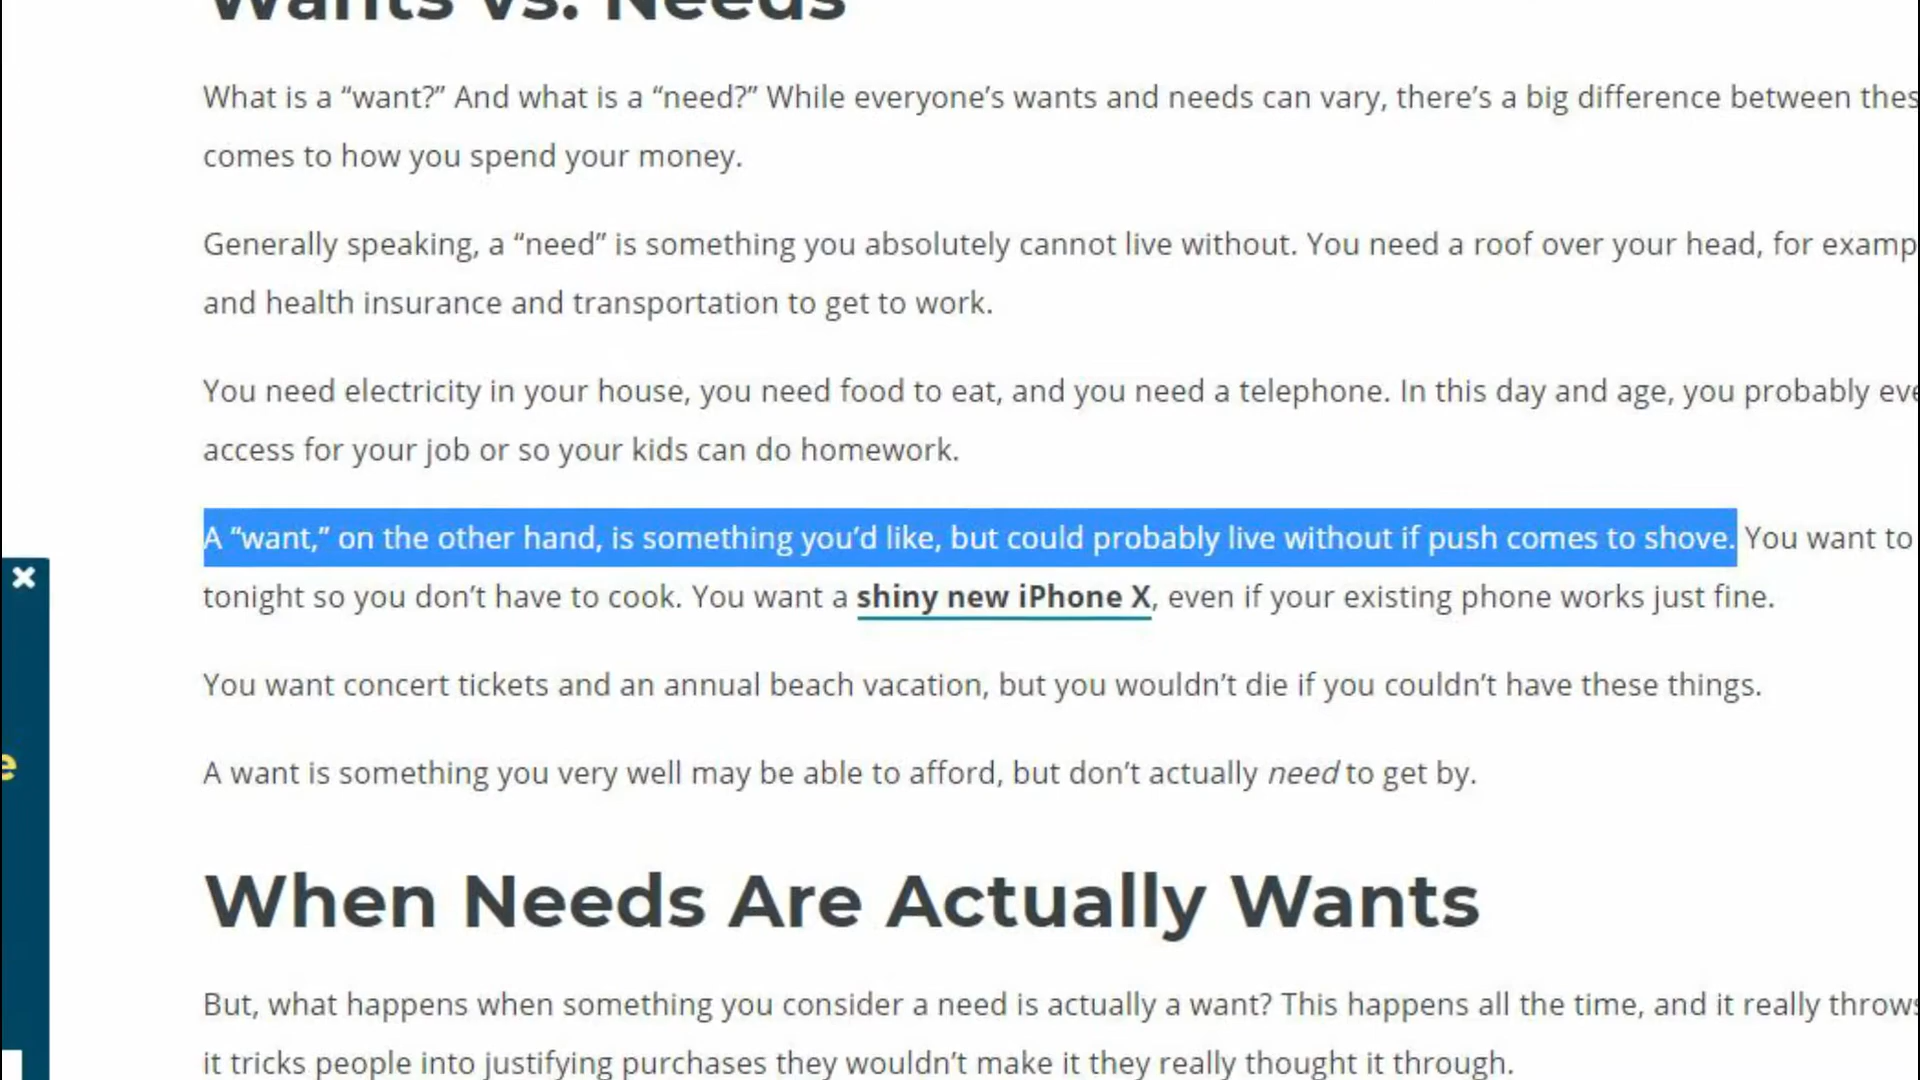 Wants vs. Needs
What is a “want?” And what is a “need?” While everyone’s wants and needs can vary, there’s a big difference between thes
comes to how you spend your money.
Generally speaking, a “need” is something you absolutely cannot live without. You need a roof over your head, for examp
and health insurance and transportation to get to work.
You need electricity in your house, you need food to eat, and you need a telephone. In this day and age, you probably eve
access for your job or so your kids can do homework.
A “want,” on the other hand, is something you’d like, but could probably live without if push comes to shove. You want to
tonight so you don’t have to cook. You want a shiny new iPhone X, even if your existing phone works just fine.
You want concert tickets and an annual beach vacation, but you wouldn’t die if you couldn’t have these things.
e
A want is something you very well may be able to afford, but don’t actually need to get by.
When Needs Are Actually Wants
But, what happens when something you consider a need is actually a want? This happens all the time, and it really throws
it tricks people into justifying purchases they wouldn’t make it they really thought it through.